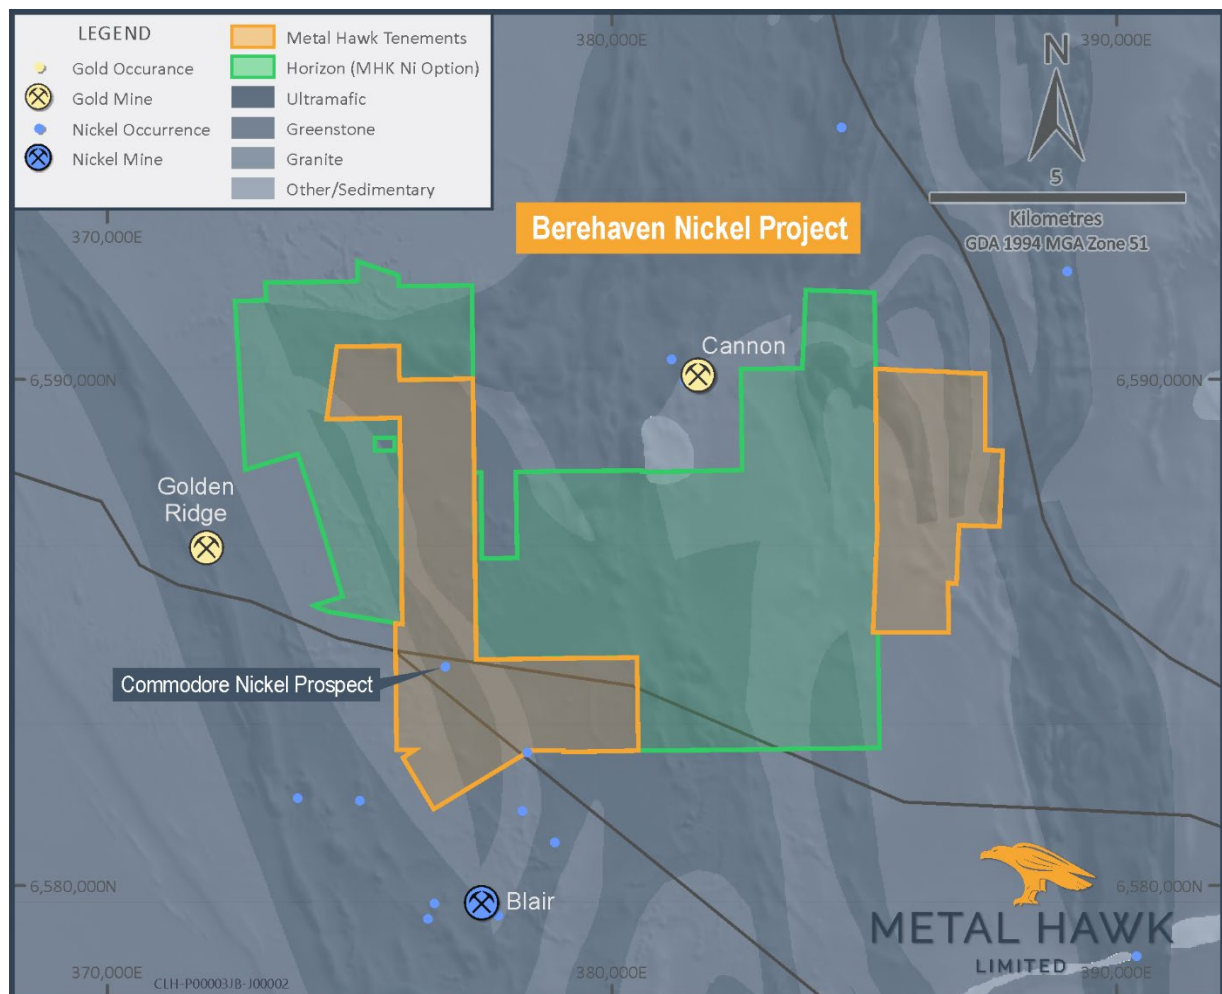 LEGEND
Gold Occurance
Gold Mine
Nickel Occurrence
Nickel Mine
Metal Hawk Tenements
Horizon (MHK Ni Option)
Ultramafic
Greenstone
Granite
Other/Sedimentary
380,000E
390,000E
N
5
Kilometres
GDA 1994 MGA Zone 51
370,000E
Berehaven Nickel Project
Cannon
6,590,000N
6,590,000N
Golden
Ridge
Commodore Nickel Prospect
6,580,000N
Blair
6,580,000N
METAL HAWK
LIMITED
370,000E
380,000E
390,000E
CLH-P00003JB-J00002